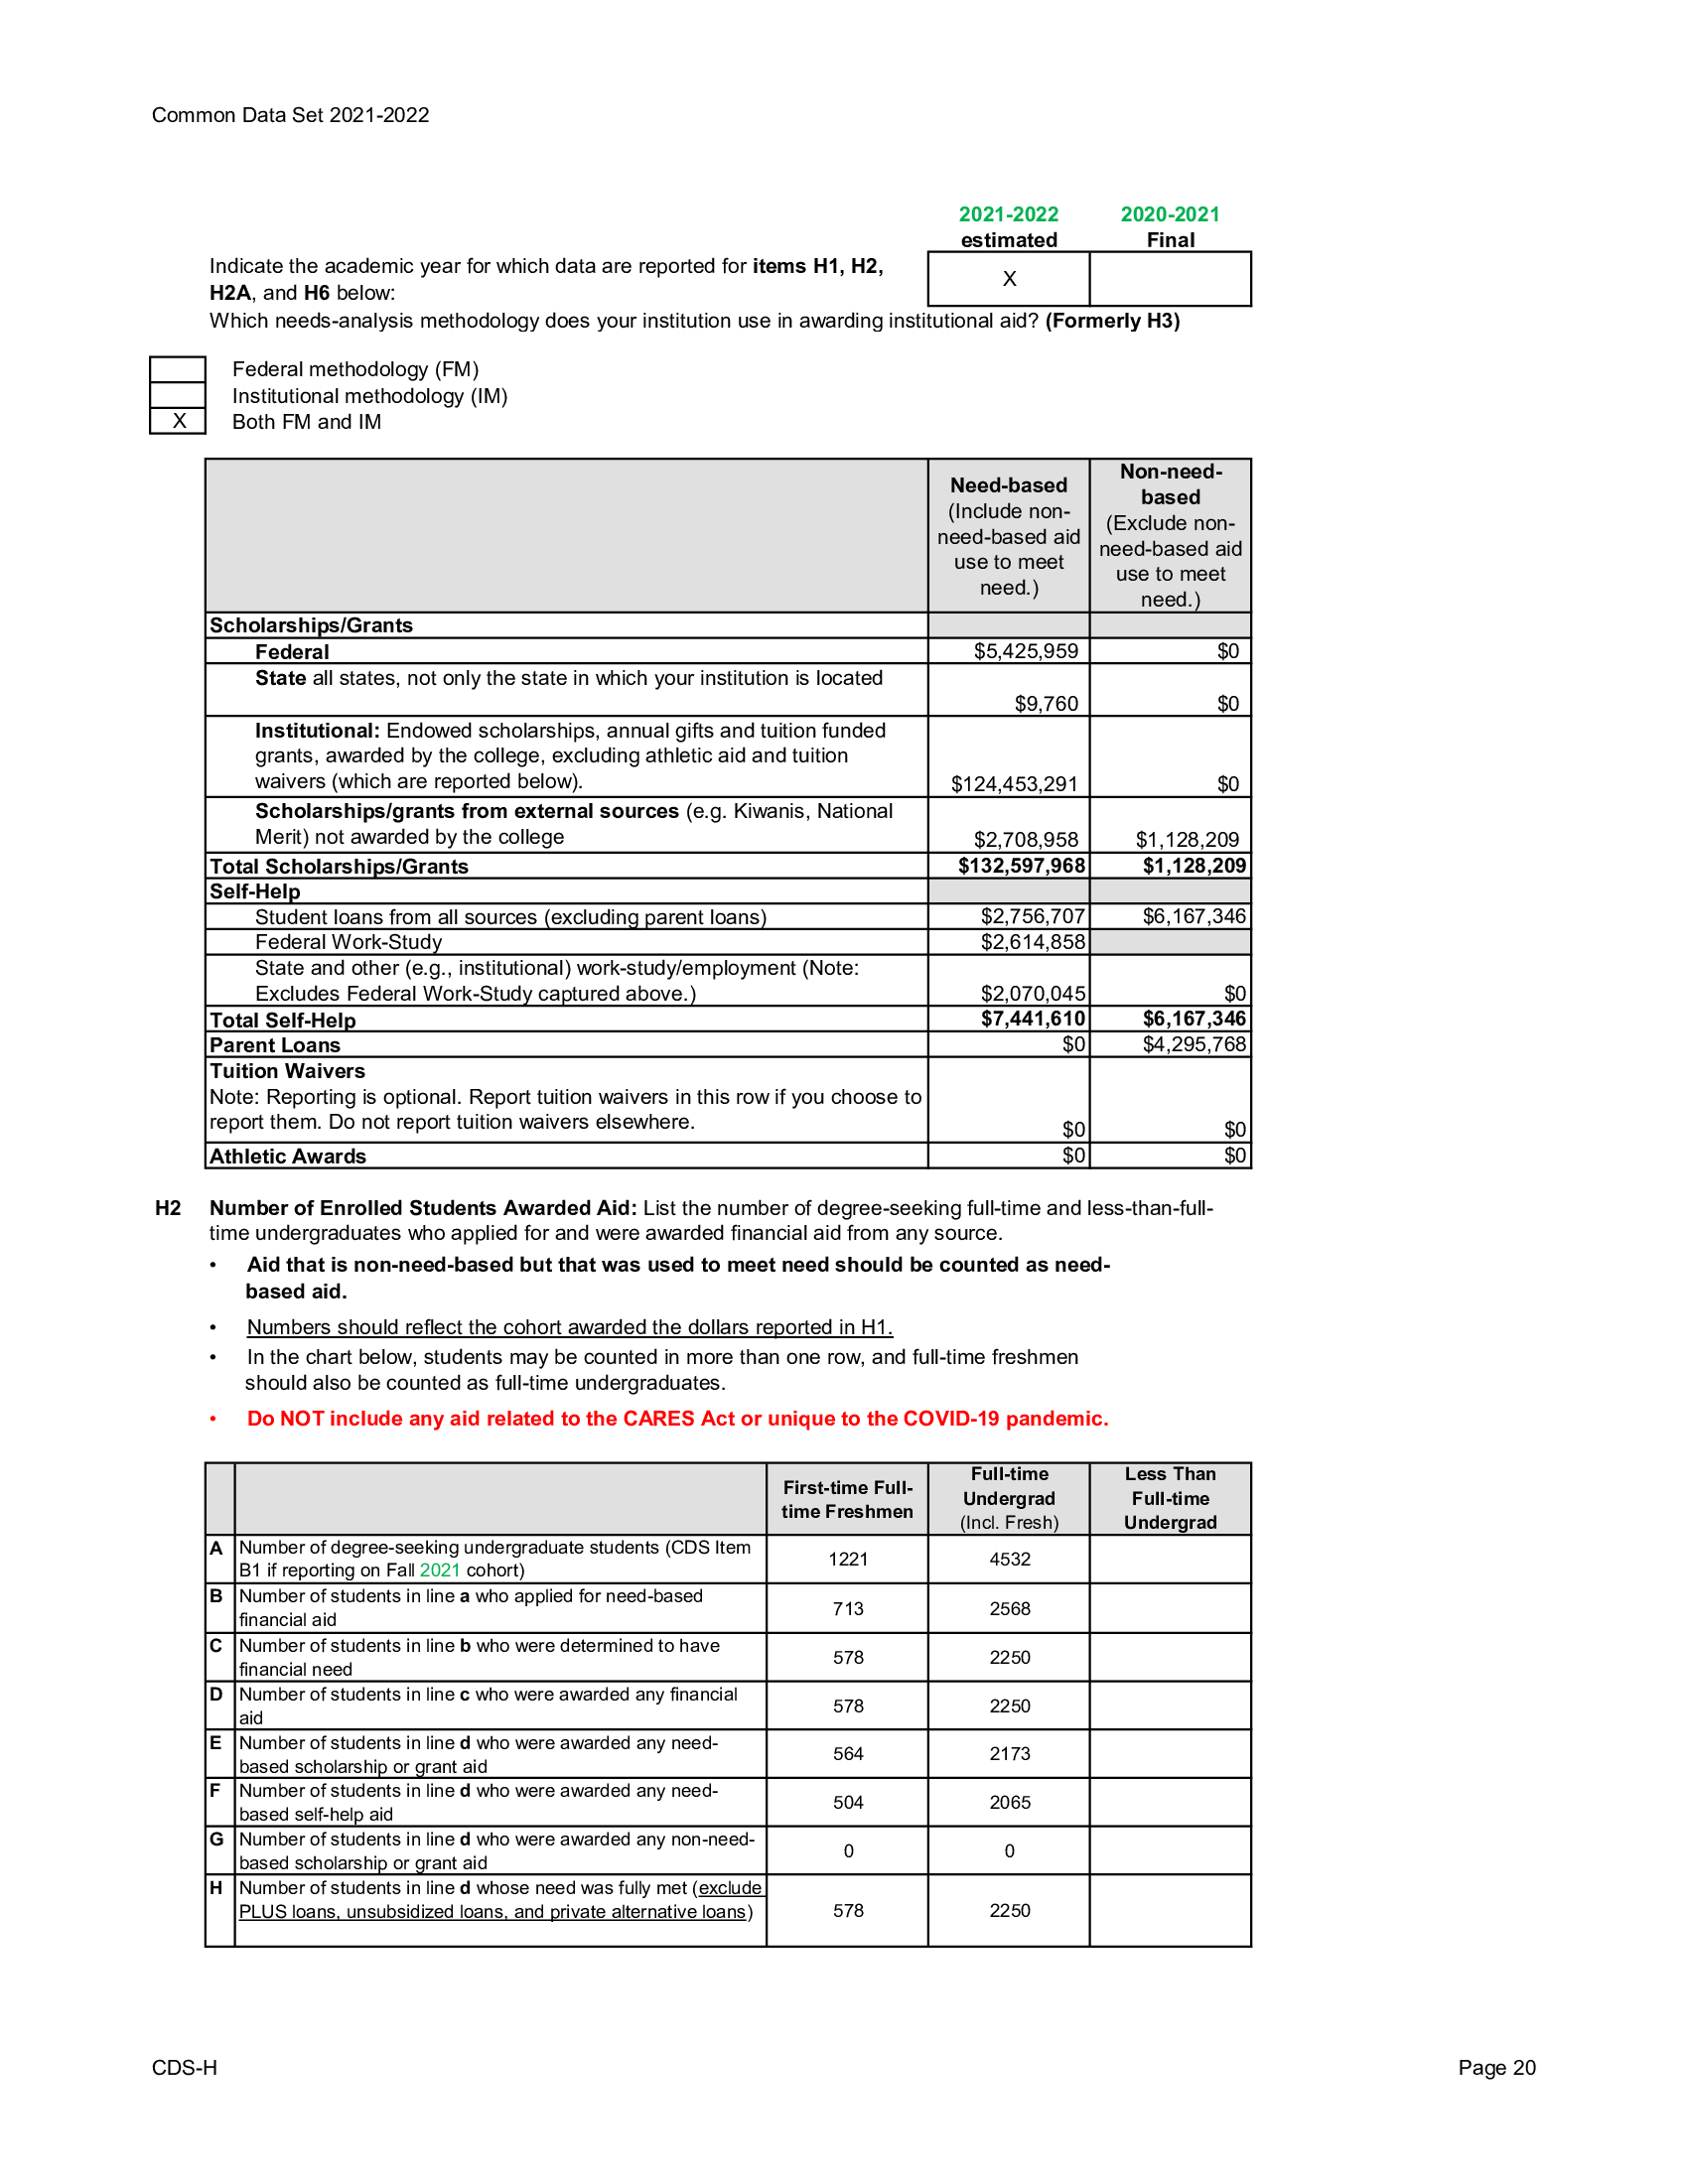 Common Data Set 2021-2022
2021-2022 2020-2021
estimated Final
Indicate the academic year for which data are reported for items H1, H2,
H2A, and H6 below:
X
Which needs-analysis methodology does your institution use in awarding institutional aid? (Formerly H3)
Federal methodology (FM)
Institutional methodology (IM)
X Both FM and IM
Need-based
(Include non-
need-based aid
use to meet
need.)
Non-need-
based
(Exclude non-
need-based aid
use to meet
need.)
Scholarships/Grants
Federal $5,425,959 $0
State all states, not only the state in which your institution is located
$9,760 $0
Institutional: Endowed scholarships, annual gifts and tuition funded
grants, awarded by the college, excluding athletic aid and tuition
waivers (which are reported below). $124,453,291 $0
Scholarships/grants from external sources (e.g. Kiwanis, National
Merit) not awarded by the college $2,708,958 $1,128,209
Total Scholarships/Grants $132,597,968 $1,128,209
Self-Help
Student loans from all sources (excluding parent loans) $2,756,707 $6,167,346
Federal Work-Study $2,614,858
State and other (e.g., institutional) work-study/employment (Note:
Excludes Federal Work-Study captured above.) $2,070,045 $0
Total Self-Help $7,441,610 $6,167,346
Parent Loans $0 $4,295,768
Tuition Waivers
Note: Reporting is optional. Report tuition waivers in this row if you choose to
report them. Do not report tuition waivers elsewhere. $0 $0
Athletic Awards $0 $0
H2 Number of Enrolled Students Awarded Aid: List the number of degree-seeking full-time and less-than-full-
time undergraduates who applied for and were awarded financial aid from any source.
• Aid that is non-need-based but that was used to meet need should be counted as need-
based aid.
• Numbers should reflect the cohort awarded the dollars reported in H1.
• In the chart below, students may be counted in more than one row, and full-time freshmen
should also be counted as full-time undergraduates.
• Do NOT include any aid related to the CARES Act or unique to the COVID-19 pandemic.
First-time Full-
time Freshmen
Full-time
Undergrad
(Incl. Fresh)
Less Than
Full-time
Undergrad
A Number of degree-seeking undergraduate students (CDS Item
B1 if reporting on Fall 2021 cohort) 1221 4532
B Number of students in line a who applied for need-based
financial aid 713 2568
C Number of students in line b who were determined to have
financial need 578 2250
D Number of students in line c who were awarded any financial
aid 578 2250
E Number of students in line d who were awarded any need-
based scholarship or grant aid 564 2173
F Number of students in line d who were awarded any need-
based self-help aid 504 2065
G Number of students in line d who were awarded any non-need-
based scholarship or grant aid 0 0
H Number of students in line d whose need was fully met (exclude
PLUS loans, unsubsidized loans, and private alternative loans) 578 2250
CDS-H Page 20